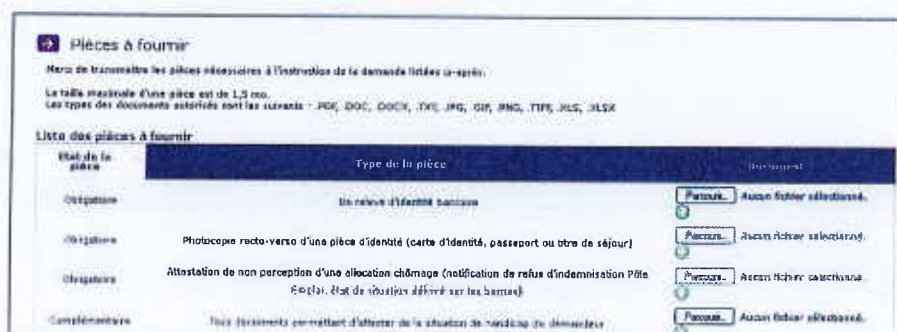 Pièces à fournir
Merci de transmettre les pièces nécessaires à l'instruction de la demande listées ci-après.
La taille maximale d'une pièce est de 1,5 mo.
Les types des documents autorisés sont les suivants : .PDF, .DOC, .DOCX, .TXT, .JPG, .GIF, .PNG, .TIFF, .XLS, .XLSX
Liste des pièces à fournir
Etat de la pièce Type de la pièce Document
Obligatoire Un relevé d'identité bancaire Parcourir... Aucun fichier sélectionné.
Obligatoire Photocopie recto-verso d'une pièce d'identité (carte d'identité, passeport ou titre de séjour) Parcourir... Aucun fichier sélectionné.
Obligatoire Attestation de non perception d'une allocation chômage (notification de refus d'indemnisation Pôle
Emploi, état de situation délivré sur les bornes) Parcourir... Aucun fichier sélectionné.
Complémentaire Tous documents permettant d'attester de la situation de handicap du demandeur Parcourir... Aucun fichier sélectionné.